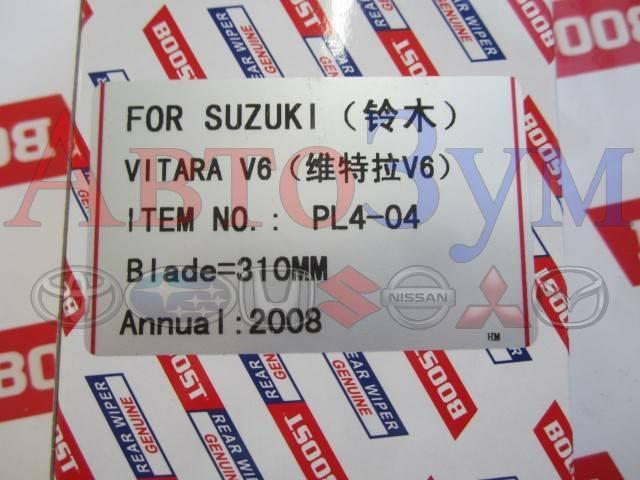 FOR SUZUKI (铃木)
VITARA V6 (维特拉V6)
ITEM NO.: PL4-04
Blade=310MM
Annual:2008
HM
АвтоЗум
NISSAN
BOOST
REAR WIPER
GENUINE